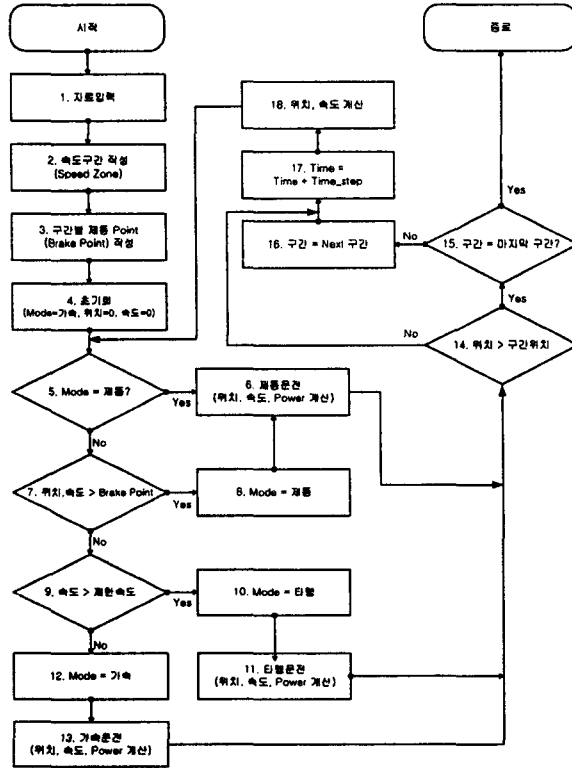 시작
1. 자료입력
2. 속도구간 작성
(Speed Zone)
3. 구간별 제동 Point
(Brake Point) 작성
4. 초기화
(Mode=가속, 위치=0, 속도=0)
5. Mode = 제동?
Yes
No
6. 제동운전
(위치, 속도, Power 계산)
7. 위치,속도 > Brake Point
Yes
No
8. Mode = 제동
9. 속도 > 제한속도
Yes
No
10. Mode = 타행
11. 타행운전
(위치, 속도, Power 계산)
12. Mode = 가속
13. 가속운전
(위치, 속도, Power 계산)
14. 위치 > 구간위치
No
Yes
15. 구간 = 마지막 구간?
No
Yes
16. 구간 = Next 구간
17. Time =
Time + Time_step
18. 위치, 속도 계산
종료